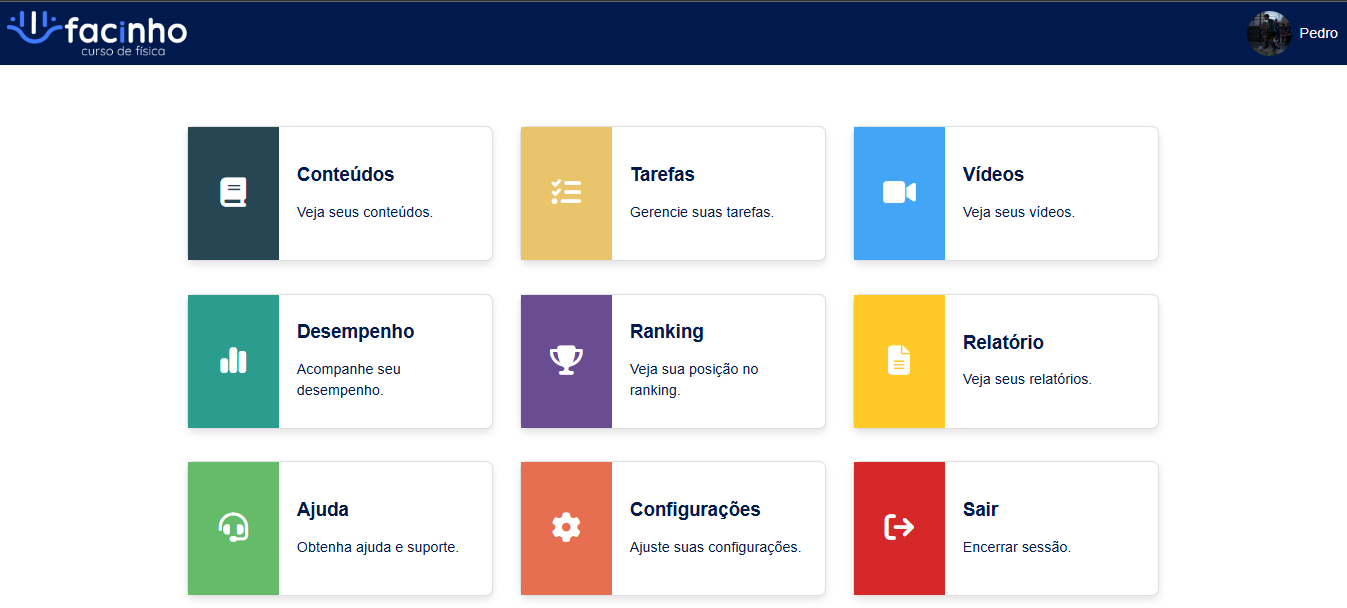 facinho
curso de física
Pedro
Conteúdos
Veja seus conteúdos.
Tarefas
Gerencie suas tarefas.
Vídeos
Veja seus vídeos.
Desempenho
Acompanhe seu
desempenho.
Ranking
Veja sua posição no
ranking.
Relatório
Veja seus relatórios.
Ajuda
Obtenha ajuda e suporte.
Configurações
Ajuste suas configurações.
Sair
Encerrar sessão.